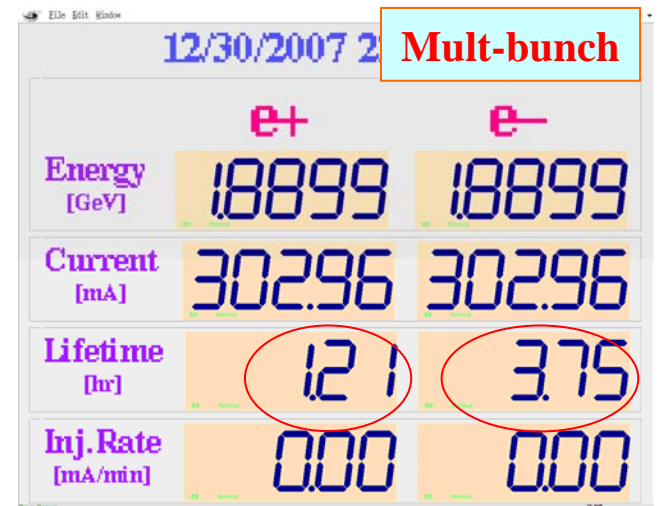 File Edit Window
12/30/2007 2
Mult-bunch
e+ e-
Energy [GeV] 1.8899 1.8899
Current [mA] 302.96 302.96
Lifetime [hr] 1.21 3.75
Inj.Rate [mA/min] 0.00 0.00